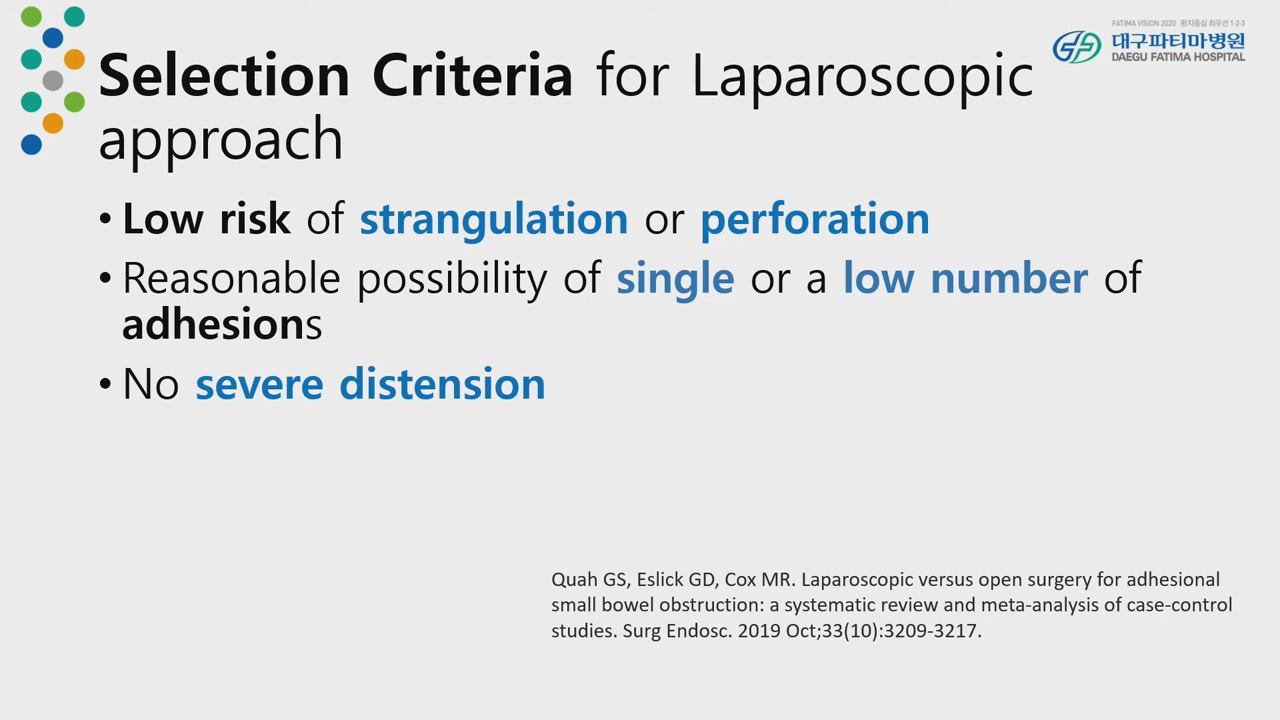 FATIMA VISION 2020 환자중심 최우선 1·2·3
대구파티마병원
DAEGU FATIMA HOSPITAL
Selection Criteria for Laparoscopic
approach
• Low risk of strangulation or perforation
• Reasonable possibility of single or a low number of
adhesions
• No severe distension
Quah GS, Eslick GD, Cox MR. Laparoscopic versus open surgery for adhesional
small bowel obstruction: a systematic review and meta-analysis of case-control
studies. Surg Endosc. 2019 Oct;33(10):3209-3217.